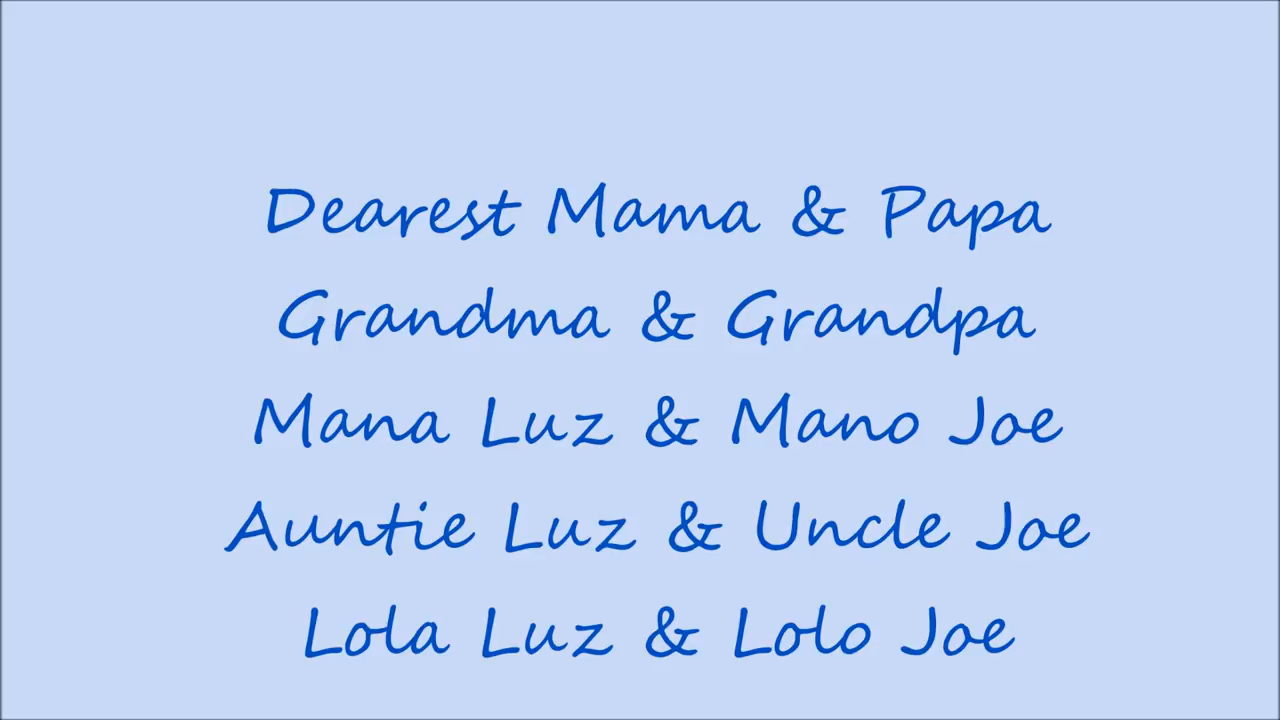 Dearest Mama & Papa
Grandma & Grandpa
Mana Luz & Mano Joe
Auntie Luz & Uncle Joe
Lola Luz & Lolo Joe